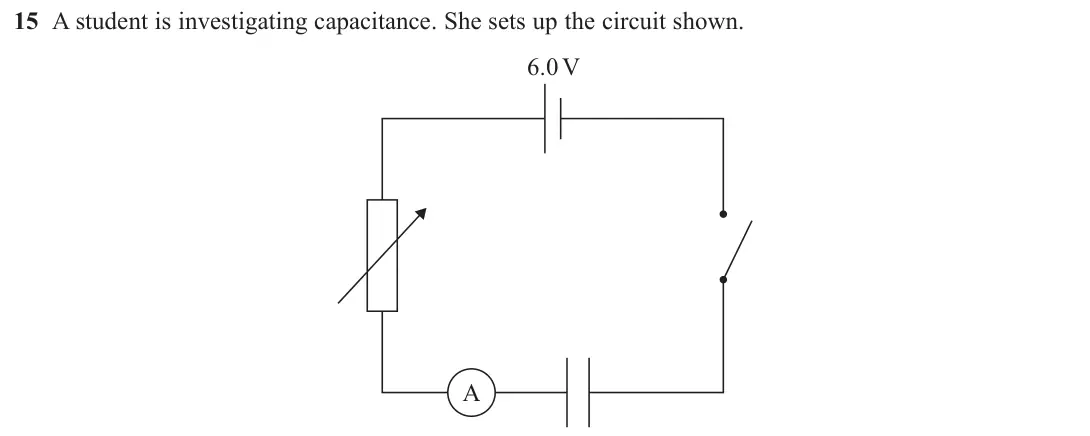 15 A student is investigating capacitance. She sets up the circuit shown.
6.0 V
A